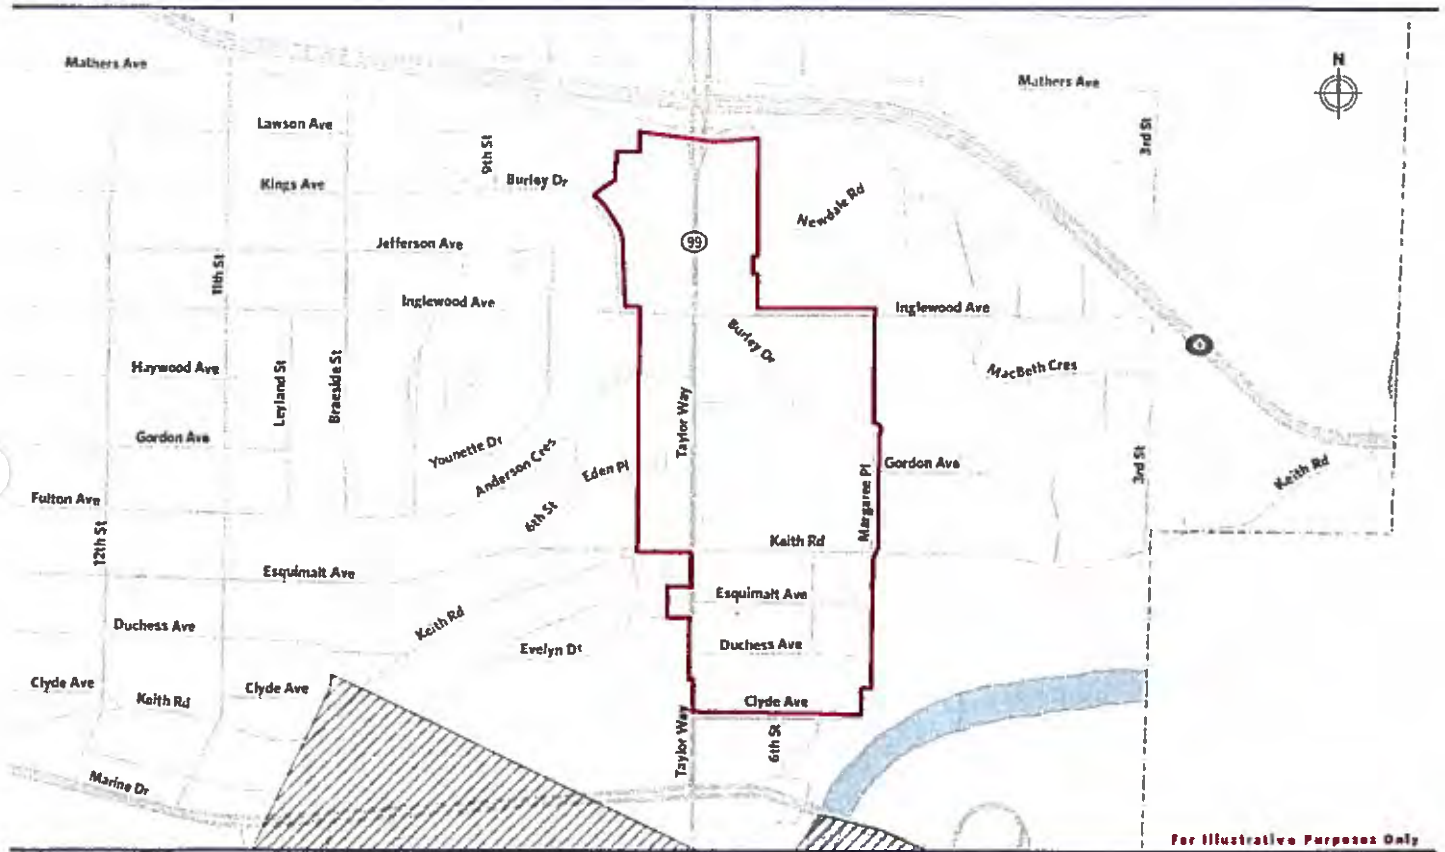 Mathers Ave
Mathers Ave
N
Lawson Ave
9th St
3rd St
Kings Ave
Burley Dr
Newdale Rd
Jefferson Ave
99
11th St
Inglewood Ave
Inglewood Ave
Burley Dr
Haywood Ave
Leyland St
Braeside St
MacBeth Cres
Taylor Way
Gordon Ave
Younette Dr
Anderson Cres
Eden Pl
Gordon Ave
Margaree Pl
3rd St
Keith Rd
Fulton Ave
6th St
12th St
Keith Rd
Esquimalt Ave
Esquimalt Ave
Duchess Ave
Keith Rd
Evelyn Dr
Duchess Ave
Clyde Ave
Keith Rd
Clyde Ave
Clyde Ave
Taylor Way
6th St
Marine Dr
For Illustrative Purposes Only